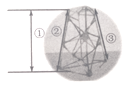 ① ② ③